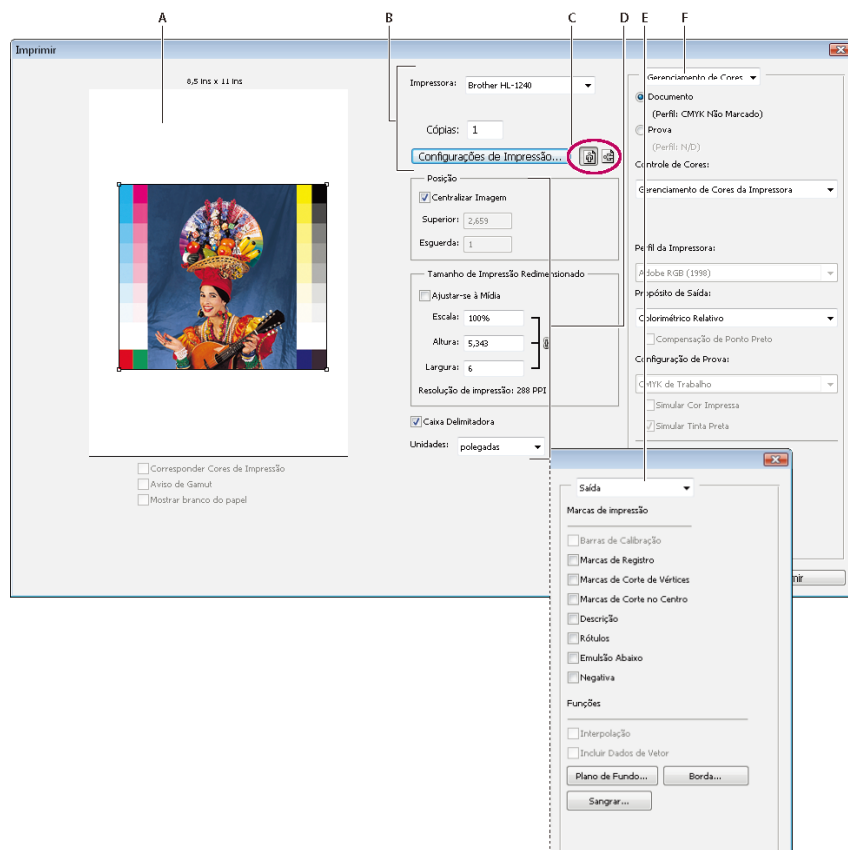 A
B
C
D
E
F
Imprimir
8,5 ins x 11 ins
Corresponder Cores de Impressão
Aviso de Gamut
Mostrar branco do papel
Impressora: Brother HL-1240
Cópias: 1
Configurações de Impressão...
Posição
Centralizar Imagem
Superior: 2,659
Esguerda: 1
Tamanho de Impressão Redimensionado
Ajustar-se à Mídia
Escala: 100%
Altura: 5,343
Largura: 6
Resolução de impressão: 288 PPI
Caixa Delimitadora
Unidades: polegadas
Gerenciamento de Cores
Documento
(Perfil: CMYK Não Marcado)
Prova
(Perfil: N/D)
Controle de Cores:
Gerenciamento de Cores da Impressora
Perfil da Impressora:
Adobe RGB (1998)
Propósito de Saída:
Colorimétrico Relativo
Compensação de Ponto Preto
Configuração de Prova:
CMYK de Trabalho
Simular Cor Impressa
Simular Tinta Preta
Saída
Marcas de impressão
Barras de Calibração
Marcas de Registro
Marcas de Corte de Vértices
Marcas de Corte no Centro
Descrição
Rótulos
Emulsão Abaixo
Negativa
Funções
Interpolação
Incluir Dados de Vetor
Plano de Fundo... Borda...
Sangrar...